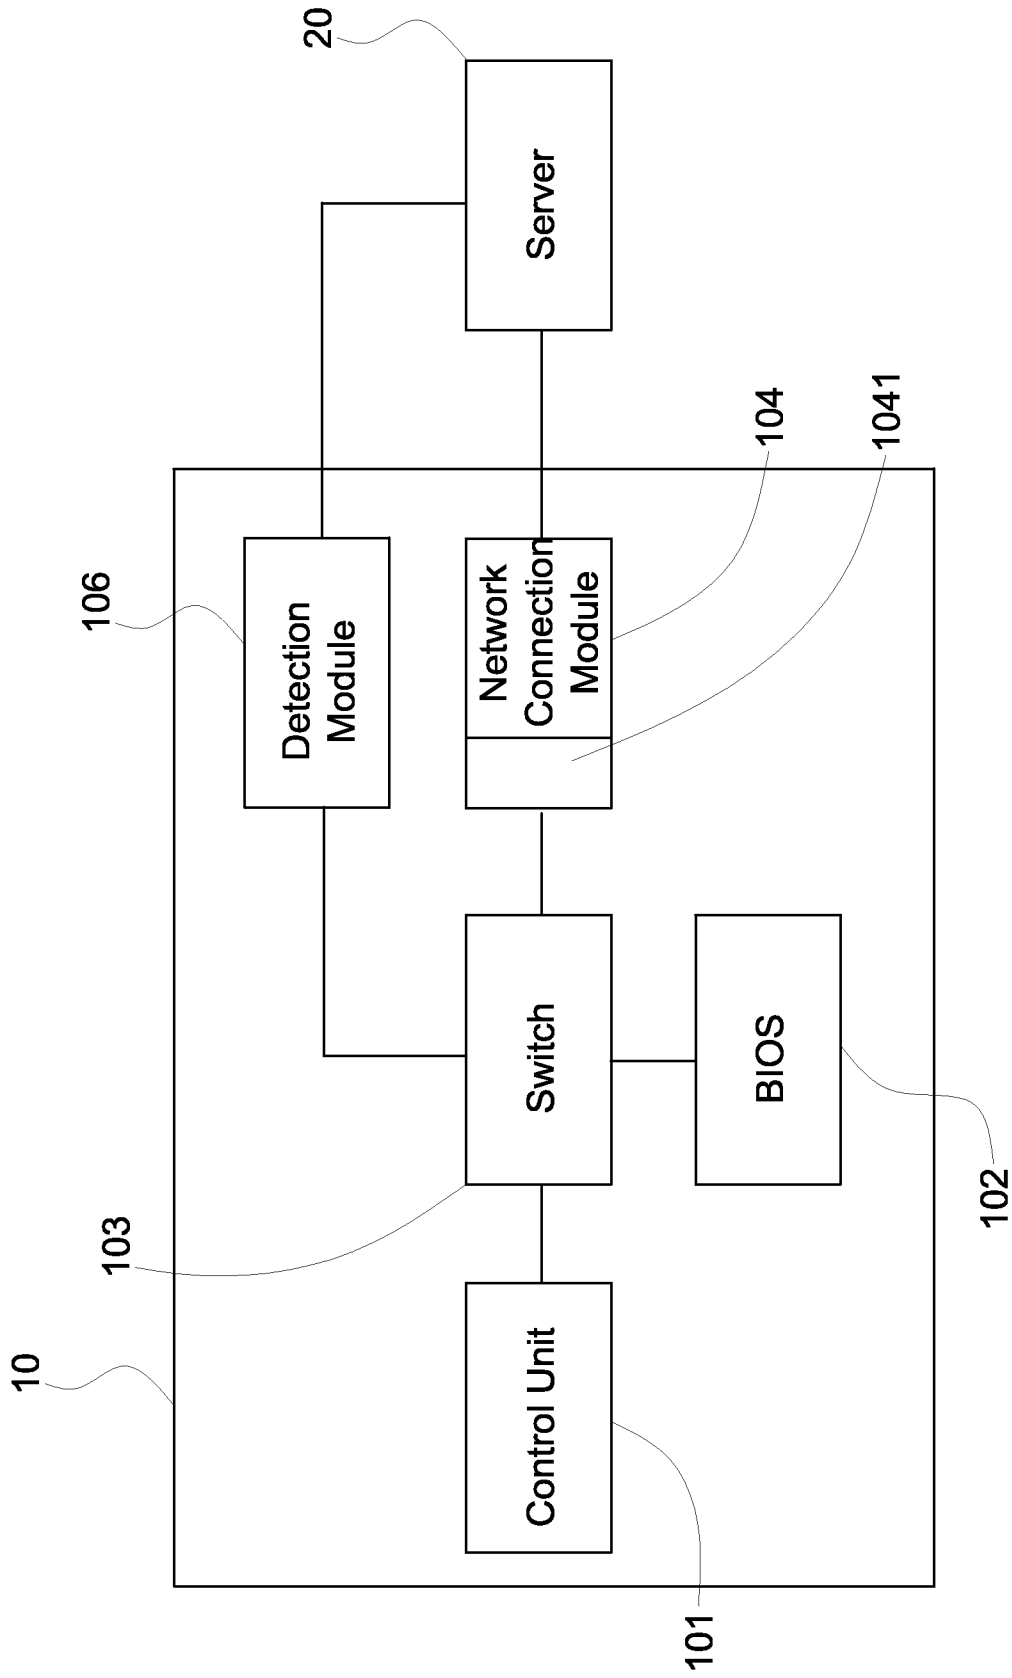 10
103
106
20
Detection
Module
Control Unit
Switch
Network
Connection
Module
Server
BIOS
101
102
104
1041